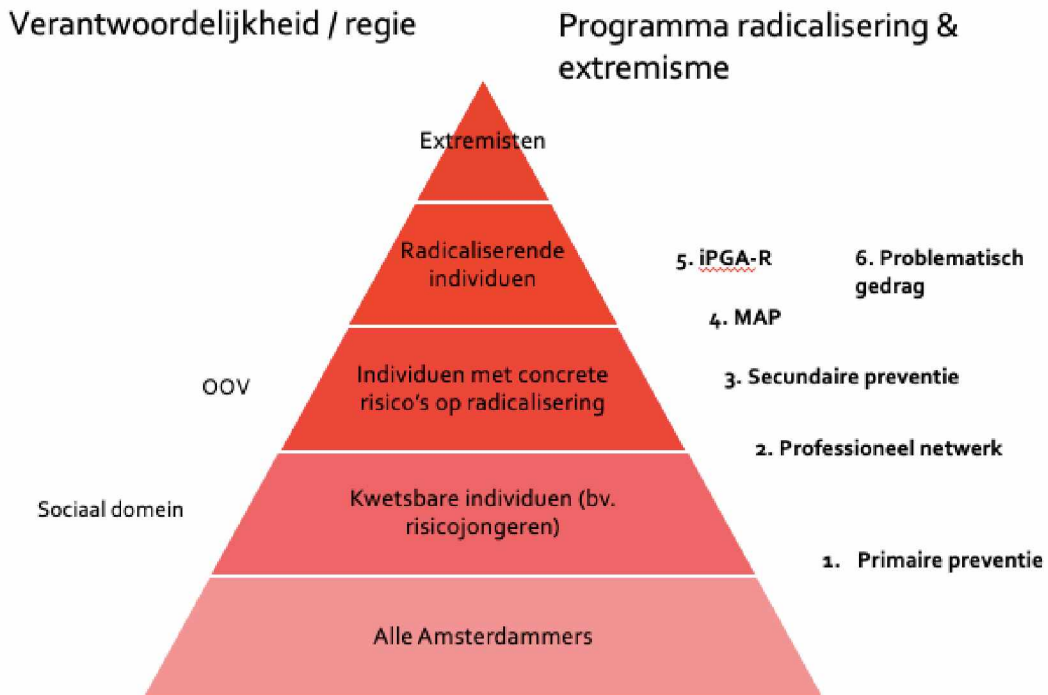 Verantwoordelijkheid / regie
Programma radicalisering &
extremisme
Extremisten
Radicaliserende
individuen
5. iPGA-R
6. Problematisch
gedrag
4. MAP
OOV
Individuen met concrete
risico's op radicalisering
3. Secundaire preventie
2. Professioneel netwerk
Sociaal domein
Kwetsbare individuen (bv.
risicojongeren)
1. Primaire preventie
Alle Amsterdammers